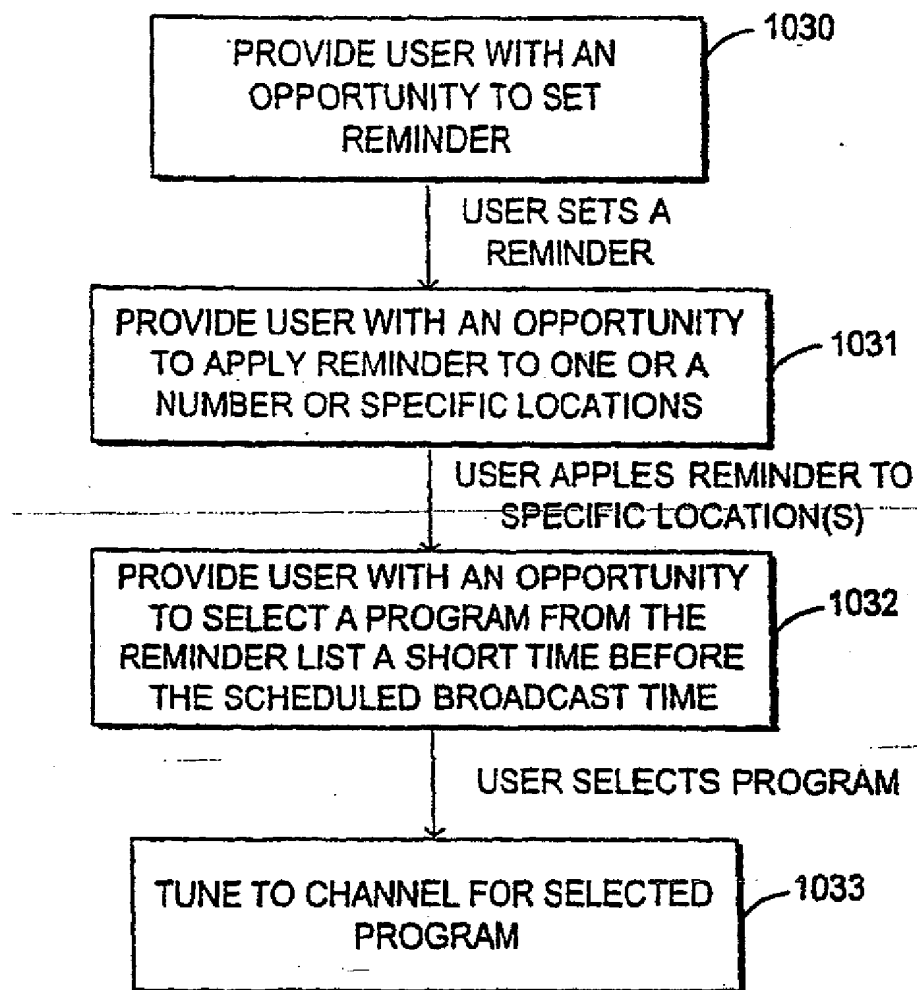 PROVIDE USER WITH AN
OPPORTUNITY TO SET
REMINDER
1030
USER SETS A
REMINDER
PROVIDE USER WITH AN OPPORTUNITY
TO APPLY REMINDER TO ONE OR A
NUMBER OR SPECIFIC LOCATIONS
1031
USER APPLES REMINDER TO
SPECIFIC LOCATION(S)
PROVIDE USER WITH AN OPPORTUNITY
TO SELECT A PROGRAM FROM THE
REMINDER LIST A SHORT TIME BEFORE
THE SCHEDULED BROADCAST TIME
1032
USER SELECTS PROGRAM
TUNE TO CHANNEL FOR SELECTED
PROGRAM
1033